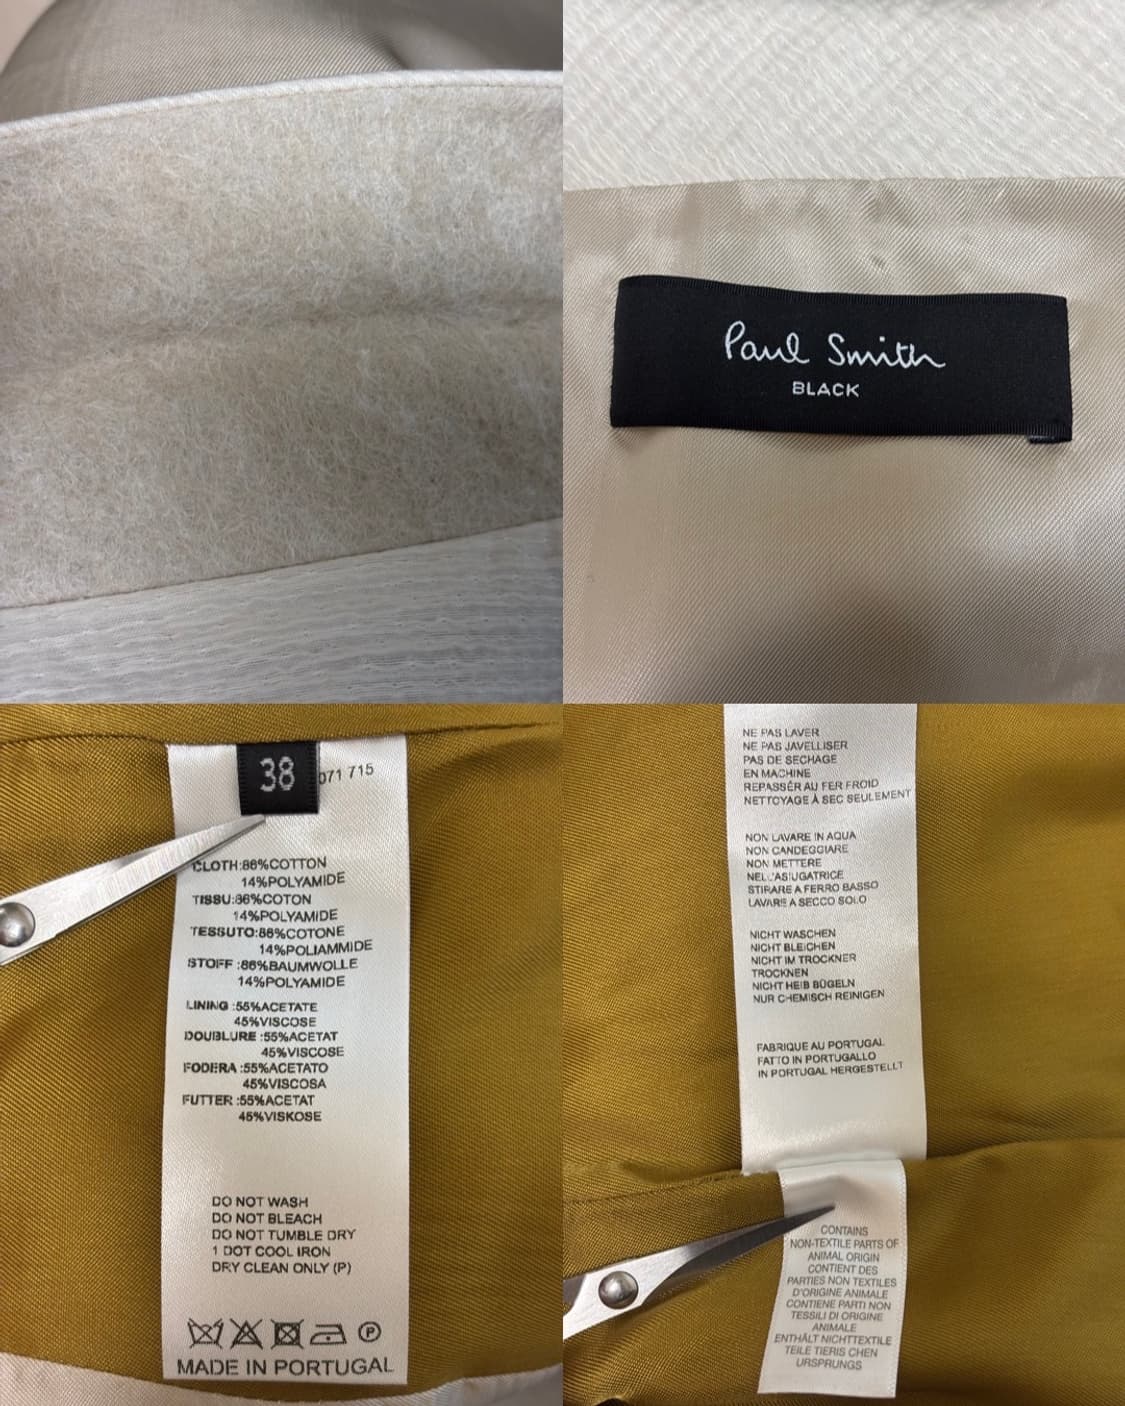 Paul Smith
BLACK
38
071 715
CLOTH:86%COTTON
14%POLYAMIDE
TISSU:86%COTON
14%POLYAMIDE
TESSUTO:86%COTONE
14%POLIAMMIDE
STOFF :86%BAUMWOLLE
14%POLYAMIDE
LINING :55%ACETATE
45%VISCOSE
DOUBLURE :55%ACETAT
45%VISCOSE
FODERA :55%ACETATO
45%VISCOSA
FUTTER :55%ACETAT
45%VISKOSE
DO NOT WASH
DO NOT BLEACH
DO NOT TUMBLE DRY
1 DOT COOL IRON
DRY CLEAN ONLY (P)
P
MADE IN PORTUGAL
NE PAS LAVER
NE PAS JAVELLISER
PAS DE SECHAGE
EN MACHINE
REPASSÉR AU FER FROID
NETTOYAGE À SEC SEULEMENT
NON LAVARE IN AQUA
NON CANDEGGIARE
NON METTERE
NELL'ASIUGATRICE
STIRARE A FERRO BASSO
LAVARE A SECCO SOLO
NICHT WASCHEN
NICHT BLEICHEN
NICHT IM TROCKNER
TROCKNEN
NICHT HEIB BÜGELN
NUR CHEMISCH REINIGEN
FABRIQUE AU PORTUGAL
FATTO IN PORTUGALLO
IN PORTUGAL HERGESTELLT
CONTAINS
NON-TEXTILE PARTS OF
ANIMAL ORIGIN
CONTIENT DES
PARTIES NON TEXTILES
D'ORIGINE ANIMALE
CONTIENE PARTI NON
TESSILI DI ORIGINE
ANIMALE
ENTHÄLT NICHTTEXTILE
TEILE TIERIS CHEN
URSPRUNGS